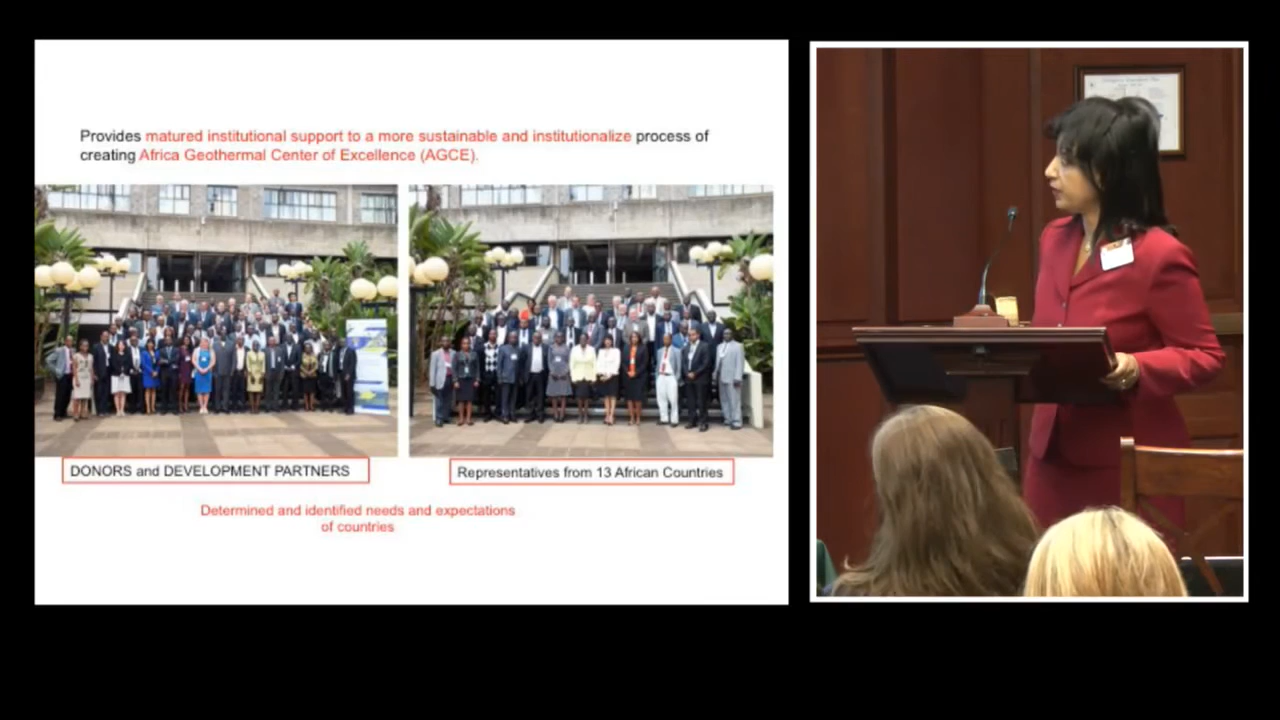 Provides matured institutional support to a more sustainable and institutionalize process of
creating Africa Geothermal Center of Excellence (AGCE).
DONORS and DEVELOPMENT PARTNERS
Representatives from 13 African Countries
Determined and identified needs and expectations
of countries